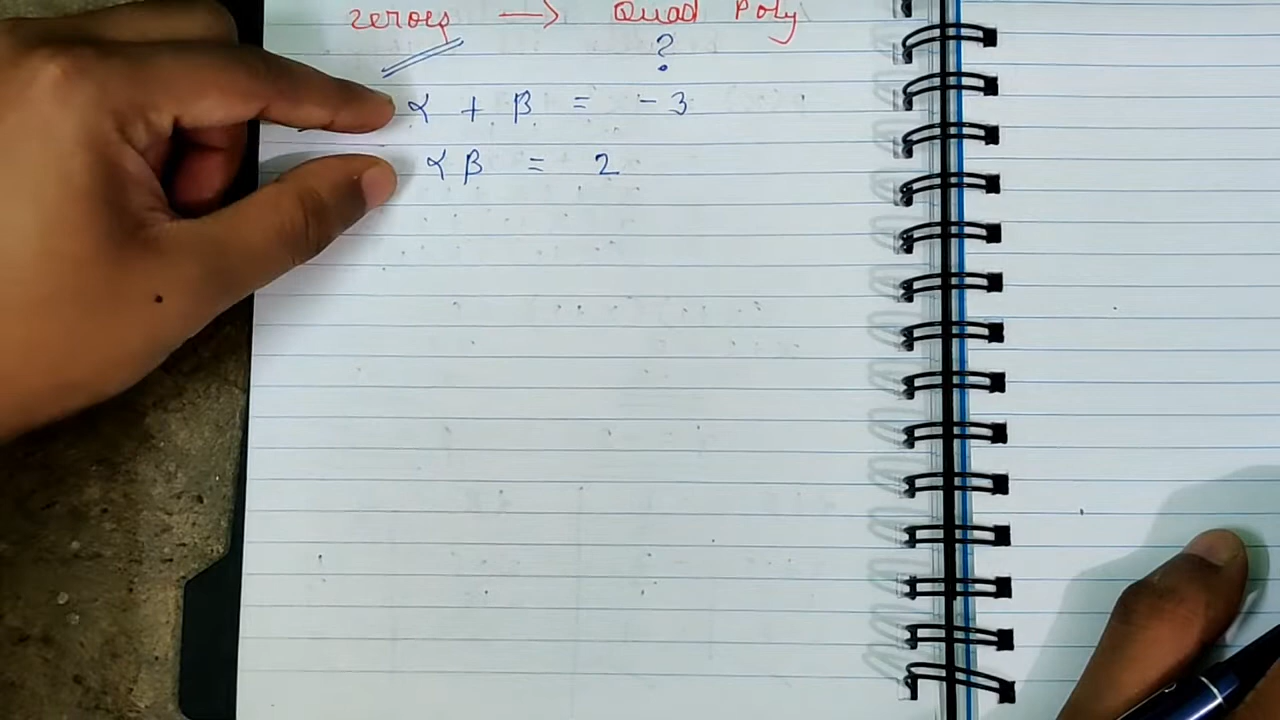 zeroes → Quad Poly
?
α + β = - 3
αβ = 2